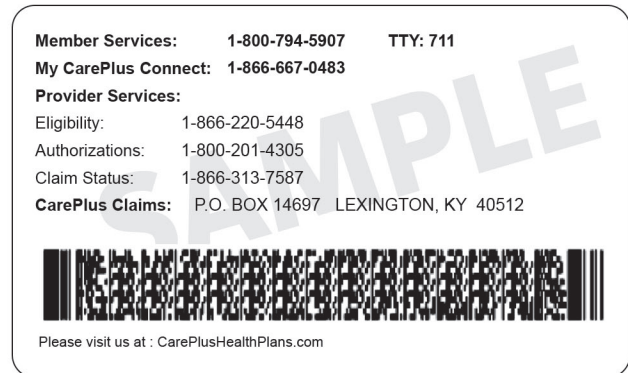 Member Services: 1-800-794-5907 TTY: 711
My CarePlus Connect: 1-866-667-0483
Provider Services:
Eligibility: 1-866-220-5448
Authorizations: 1-800-201-4305
Claim Status: 1-866-313-7587
CarePlus Claims: P.O. BOX 14697 LEXINGTON, KY 40512
SAMPLE
Please visit us at : CarePlusHealthPlans.com